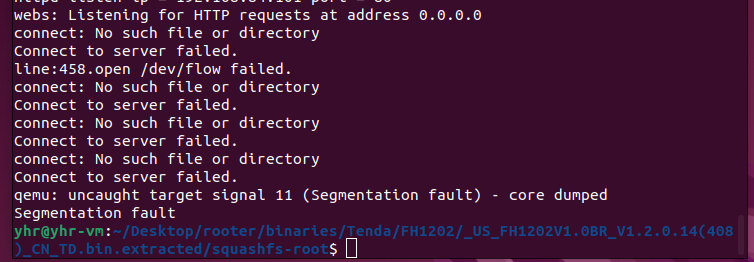 webs: Listening for HTTP requests at address 0.0.0.0
connect: No such file or directory
Connect to server failed.
line:458.open /dev/flow failed.
connect: No such file or directory
Connect to server failed.
connect: No such file or directory
Connect to server failed.
connect: No such file or directory
Connect to server failed.
qemu: uncaught target signal 11 (Segmentation fault) - core dumped
Segmentation fault
yhr@yhr-vm:~/Desktop/rooter/binaries/Tenda/FH1202/_US_FH1202V1.0BR_V1.2.0.14(408
)_CN_TD.bin.extracted/squashfs-root$